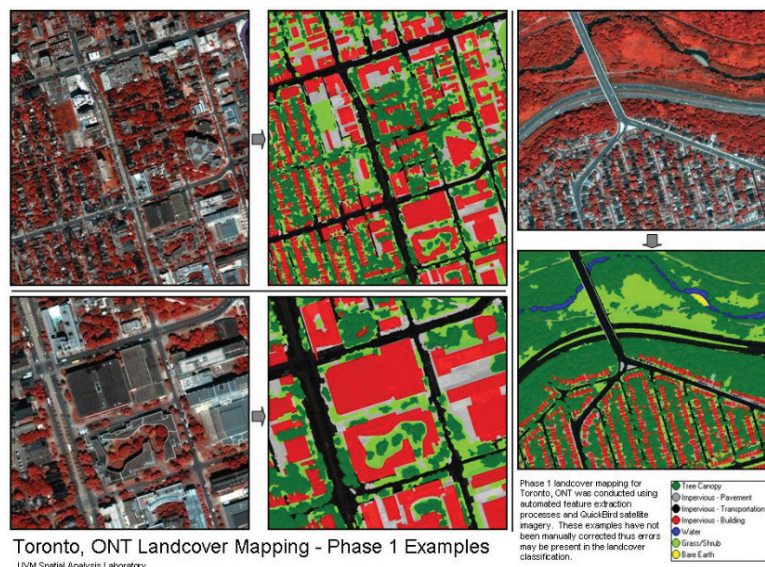 Phase 1 landcover mapping for
Toronto, ONT was conducted using
automated feature extraction
processes and QuickBird satellite
imagery. These examples have not
been manually corrected thus errors
may be present in the landcover
classification.
Tree Canopy
Impervious - Pavement
Impervious - Transportation
Impervious - Building
Water
Grass/Shrub
Bare Earth
Toronto, ONT Landcover Mapping - Phase 1 Examples
UVM Spatial Analysis Laboratory